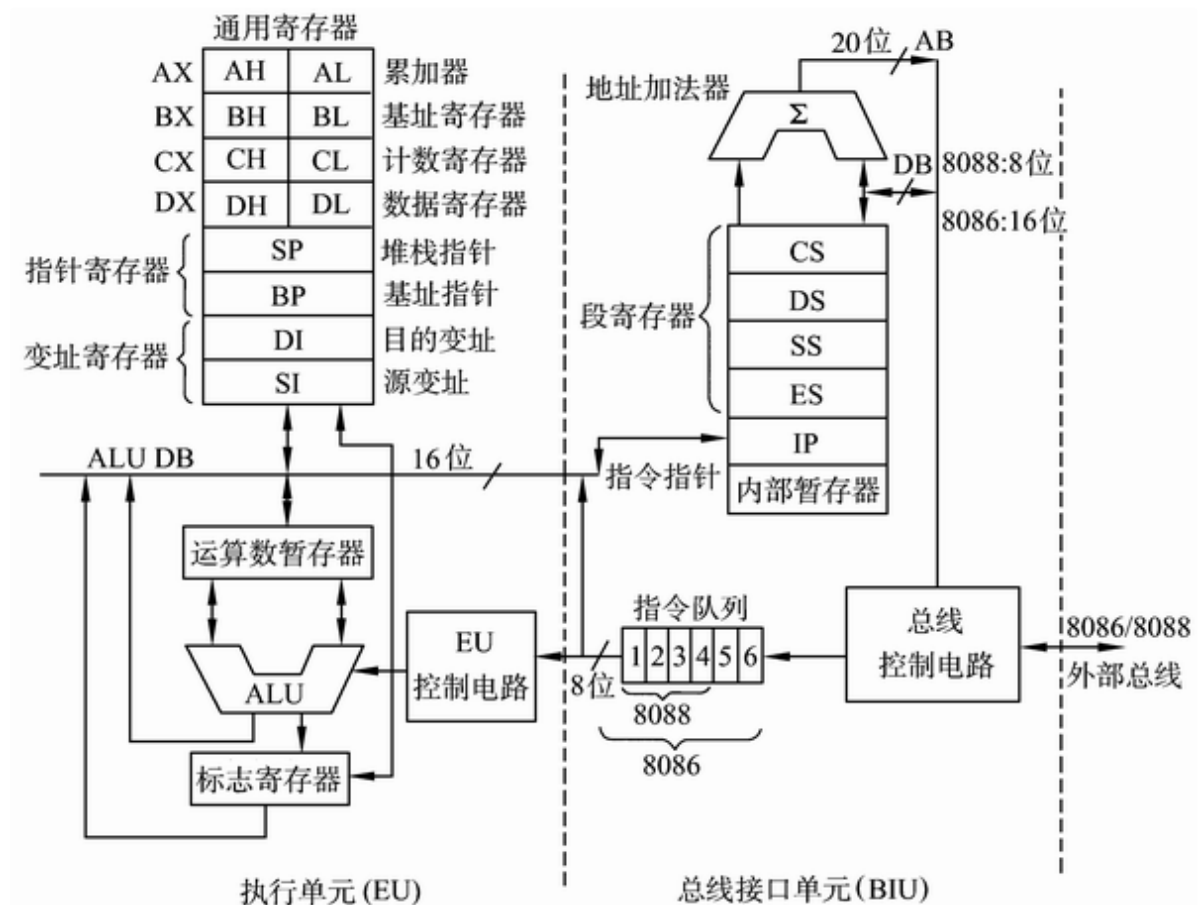 通用寄存器
AX AH AL 累加器
BX BH BL 基址寄存器
CX CH CL 计数寄存器
DX DH DL 数据寄存器
指针寄存器
SP 堆栈指针
BP 基址指针
变址寄存器
DI 目的变址
SI 源变址
ALU DB
16位
运算数暂存器
ALU
标志寄存器
EU
控制电路
8位
执行单元(EU)
20位 AB
地址加法器
Σ
DB
8088:8位
8086:16位
段寄存器
CS
DS
SS
ES
IP
指令指针
内部暂存器
指令队列
1 2 3 4 5 6
8088
8086
总线
控制电路
8086/8088
外部总线
总线接口单元(BIU)